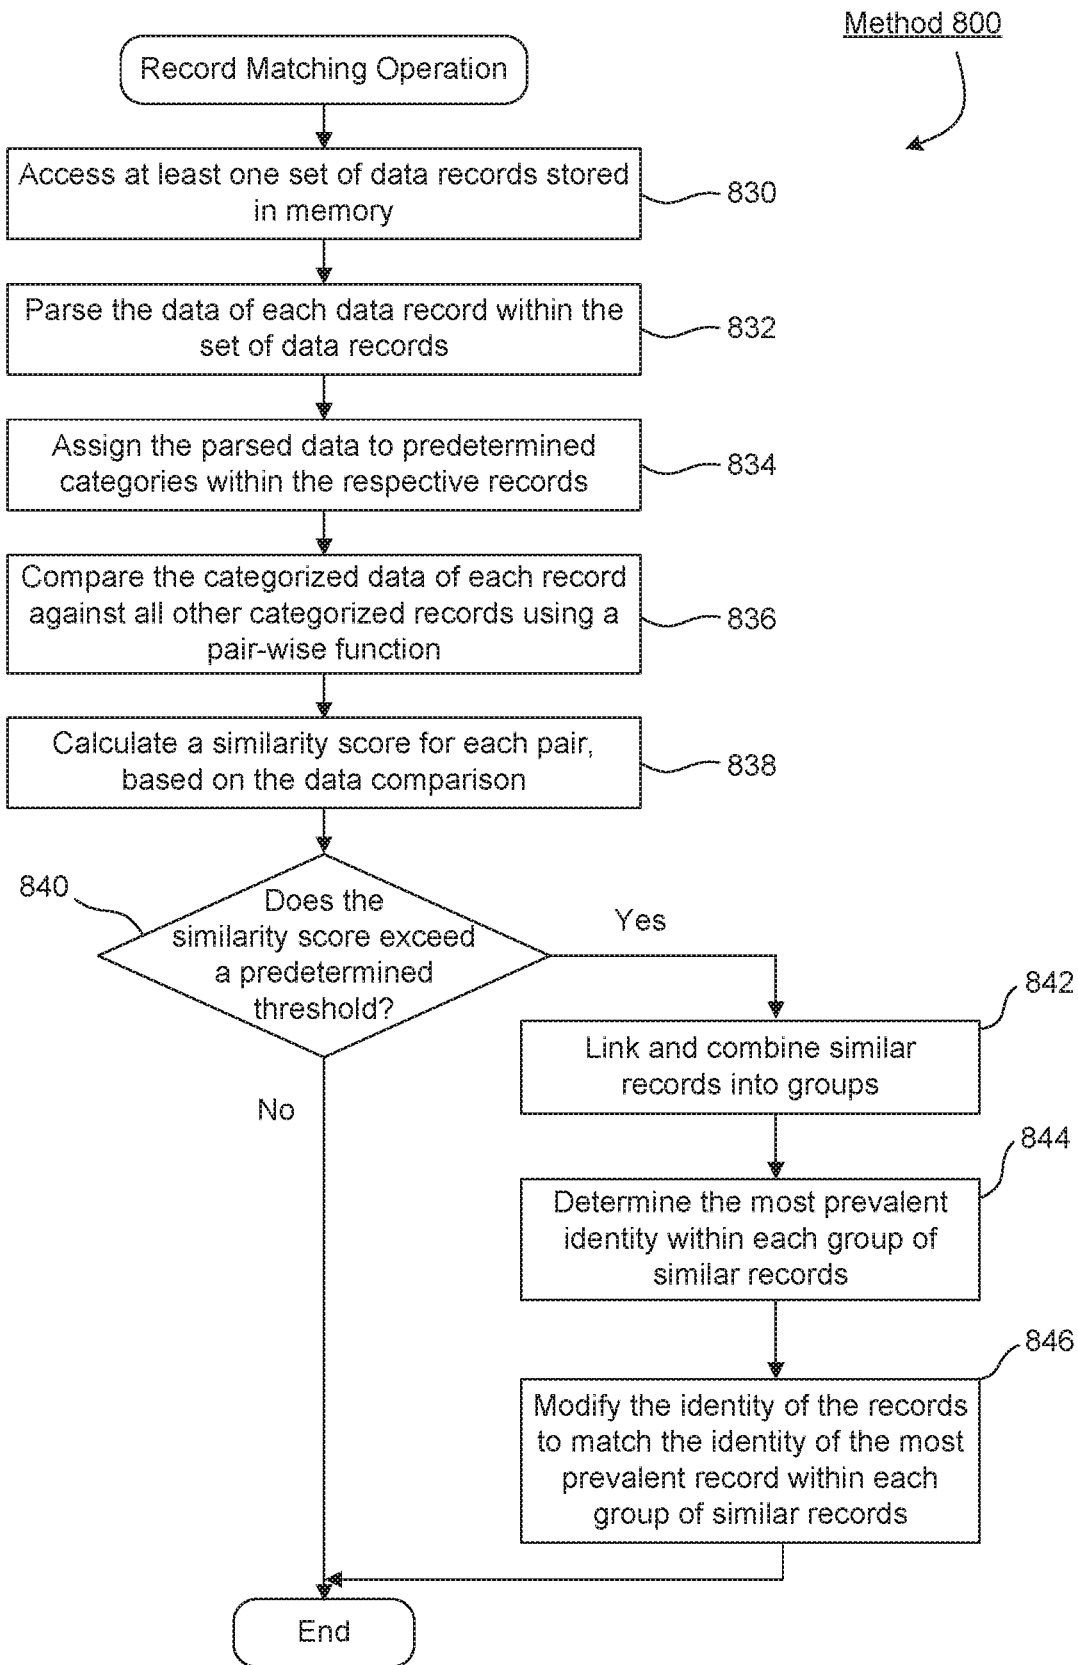 Method 800
Record Matching Operation
Access at least one set of data records stored
in memory
830
Parse the data of each data record within the
set of data records
832
Assign the parsed data to predetermined
categories within the respective records
834
Compare the categorized data of each record
against all other categorized records using a
pair-wise function
836
Calculate a similarity score for each pair,
based on the data comparison
838
840
Does the
similarity score exceed
a predetermined
threshold?
Yes
No
842
Link and combine similar
records into groups
844
Determine the most prevalent
identity within each group of
similar records
846
Modify the identity of the records
to match the identity of the most
prevalent record within each
group of similar records
End